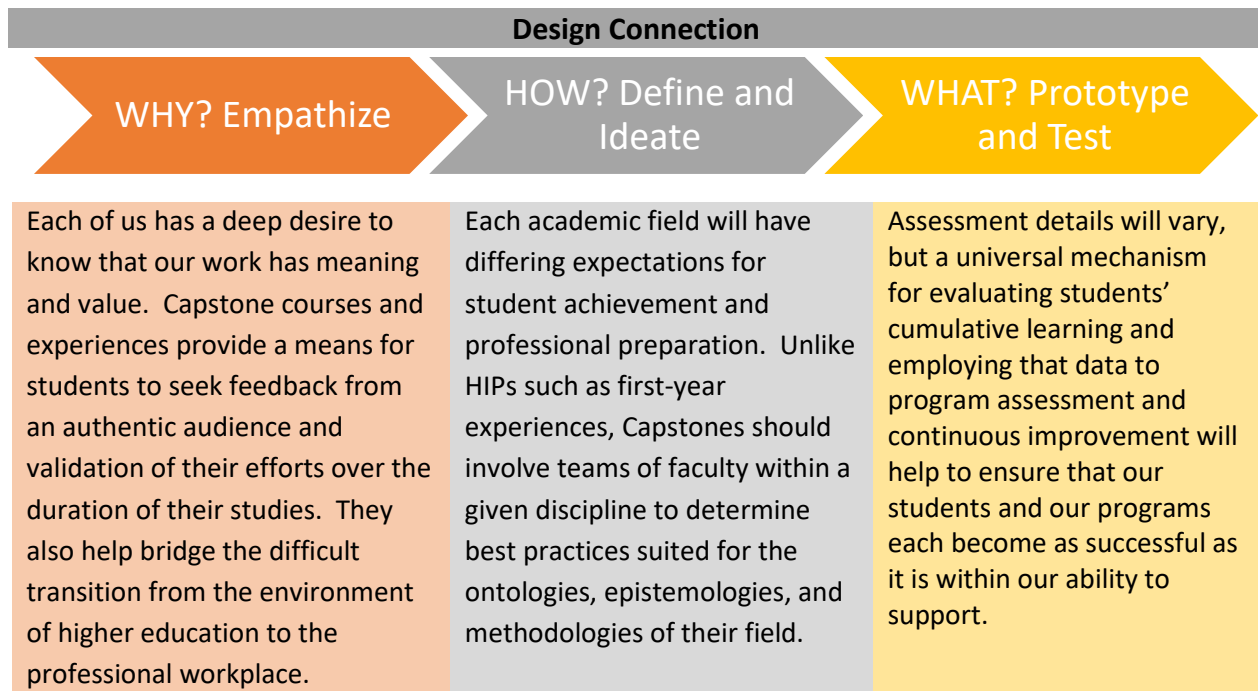 Design Connection
WHY? Empathize
HOW? Define and
Ideate
WHAT? Prototype
and Test
Each of us has a deep desire to
know that our work has meaning
and value.  Capstone courses and
experiences provide a means for
students to seek feedback from
an authentic audience and
validation of their efforts over the
duration of their studies.  They
also help bridge the difficult
transition from the environment
of higher education to the
professional workplace.
Each academic field will have
differing expectations for
student achievement and
professional preparation.  Unlike
HIPs such as first-year
experiences, Capstones should
involve teams of faculty within a
given discipline to determine
best practices suited for the
ontologies, epistemologies, and
methodologies of their field.
Assessment details will vary,
but a universal mechanism
for evaluating students’
cumulative learning and
employing that data to
program assessment and
continuous improvement will
help to ensure that our
students and our programs
each become as successful as
it is within our ability to
support.